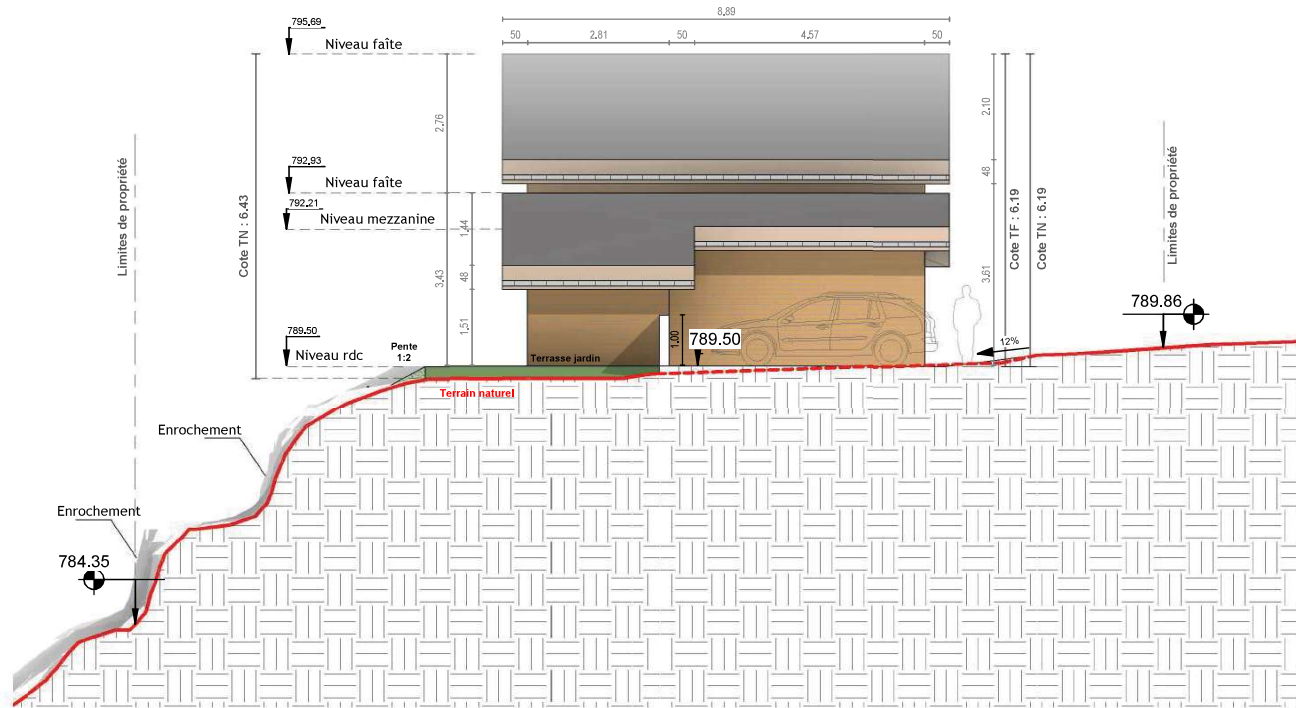 8.89
795.69
Niveau faîte
50
2.81
50
4.57
50
2.76
2.10
792.93
Niveau faîte
48
792.21
Niveau mezzanine
1.44
Limites de propriété
Cote TN : 6.43
3.43
48
1.51
3.61
Cote TF : 6.19
Cote TN : 6.19
Limites de propriété
789.86
789.50
Niveau rdc
Pente
1:2
Terrasse jardin
1.00
789.50
12%
Terrain naturel
Enrochement
Enrochement
784.35